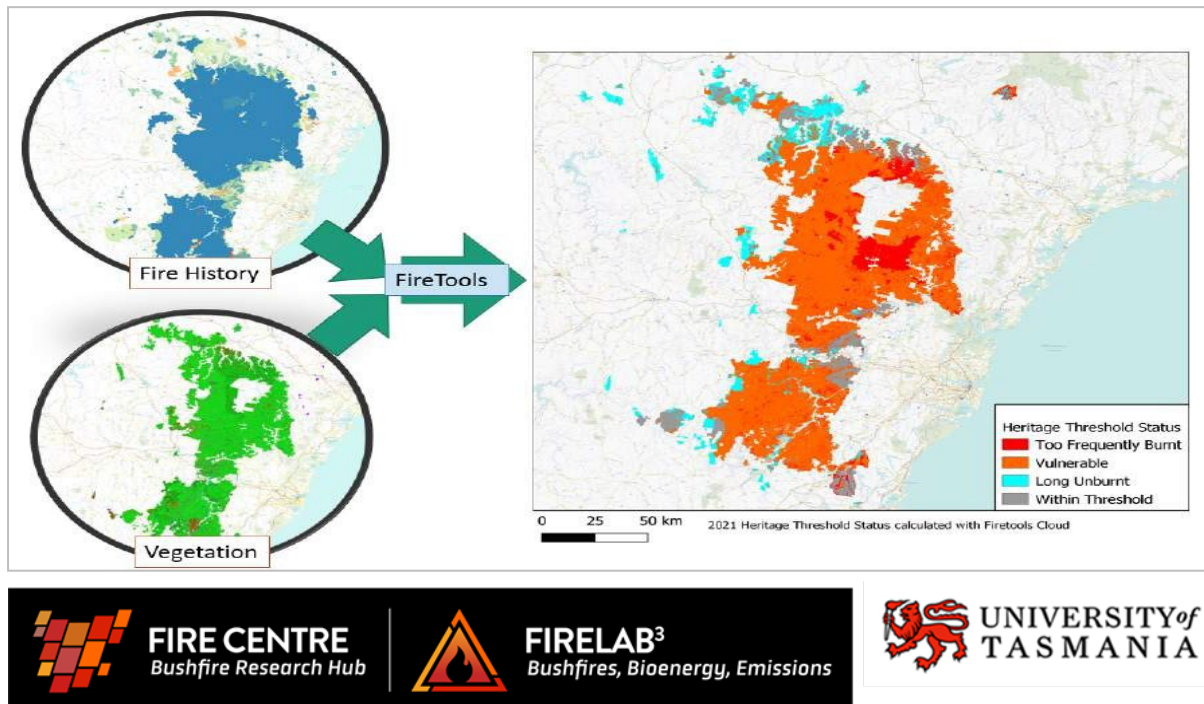 Fire History
FireTools
Vegetation
Heritage Threshold Status
Too Frequently Burnt
Vulnerable
Long Unburnt
Within Threshold
0 25 50 km
2021 Heritage Threshold Status calculated with Firetools Cloud
FIRE CENTRE
Bushfire Research Hub
FIRELAB³
Bushfires, Bioenergy, Emissions
UNIVERSITY of
TASMANIA